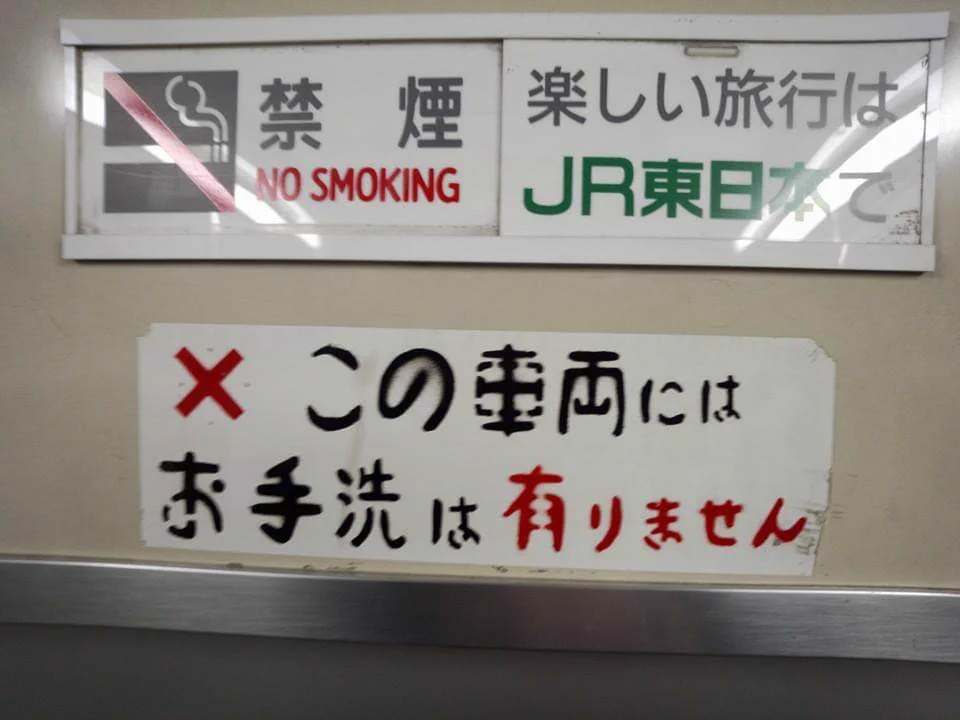 禁煙
NO SMOKING
楽しい旅行は
JR東日本で
× この車両には
お手洗は有りません